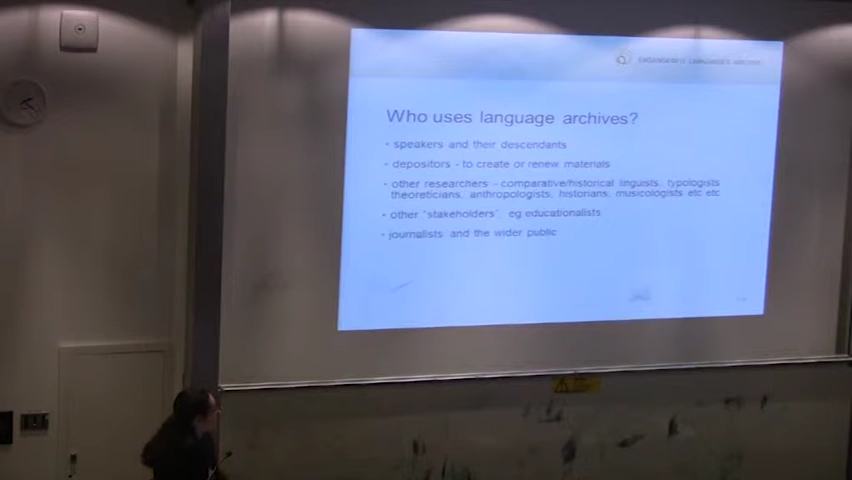 ENDANGERED LANGUAGES ARCHIVE
Who uses language archives?
• speakers and their descendants
• depositors - to create or renew materials
• other researchers - comparative/historical linguists, typologists
theoreticians, anthropologists, historians, musicologists etc etc
• other "stakeholders", eg educationalists
• journalists and the wider public